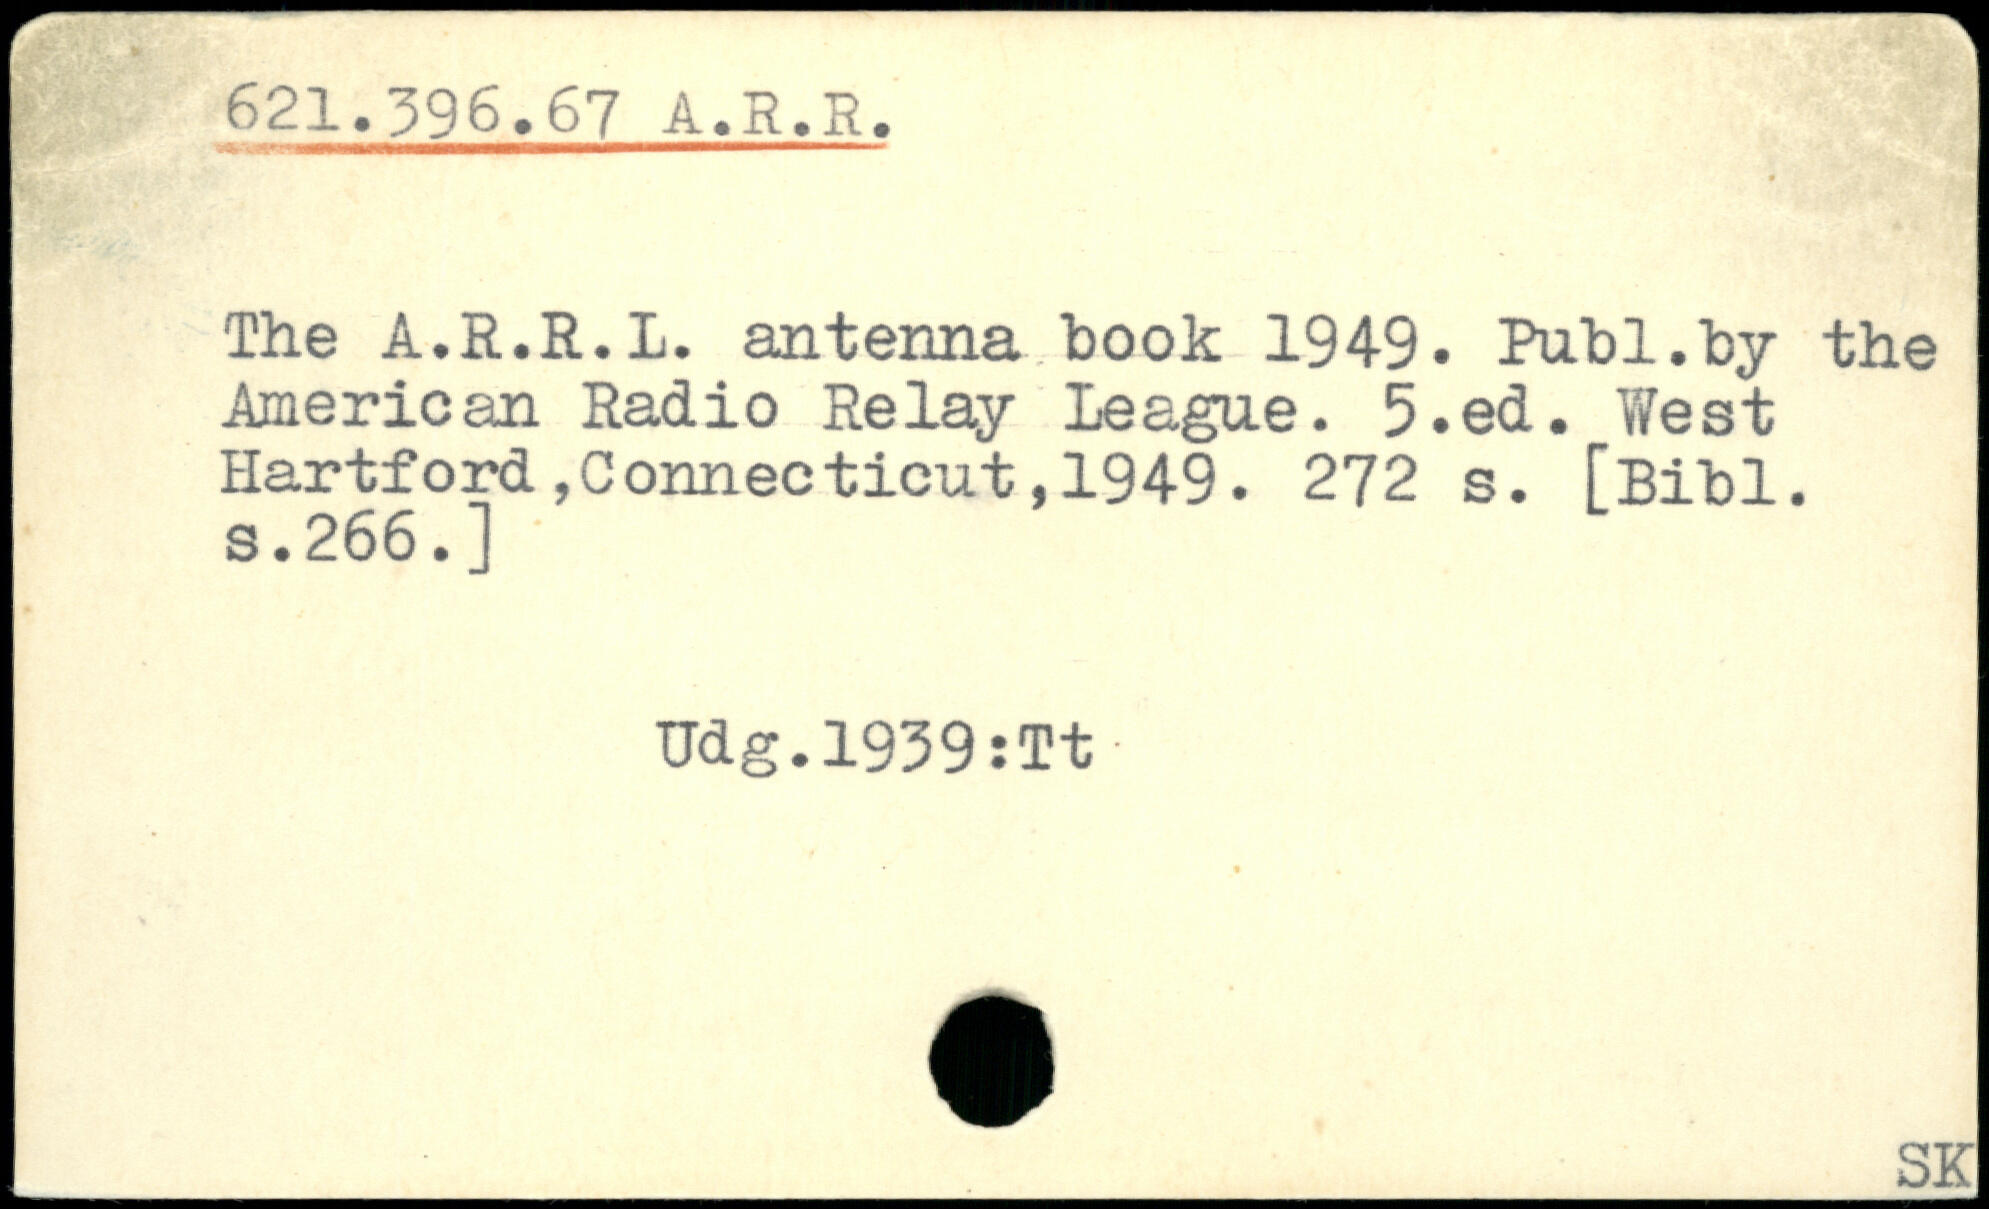 621.396.67 A.R.R.
The A.R.R.L. antenna book 1949. Publ.by the
American Radio Relay League. 5.ed. West
Hartford,Connecticut,1949. 272 s. [Bibl.
s.266.]
Udg.1939:Tt
SK